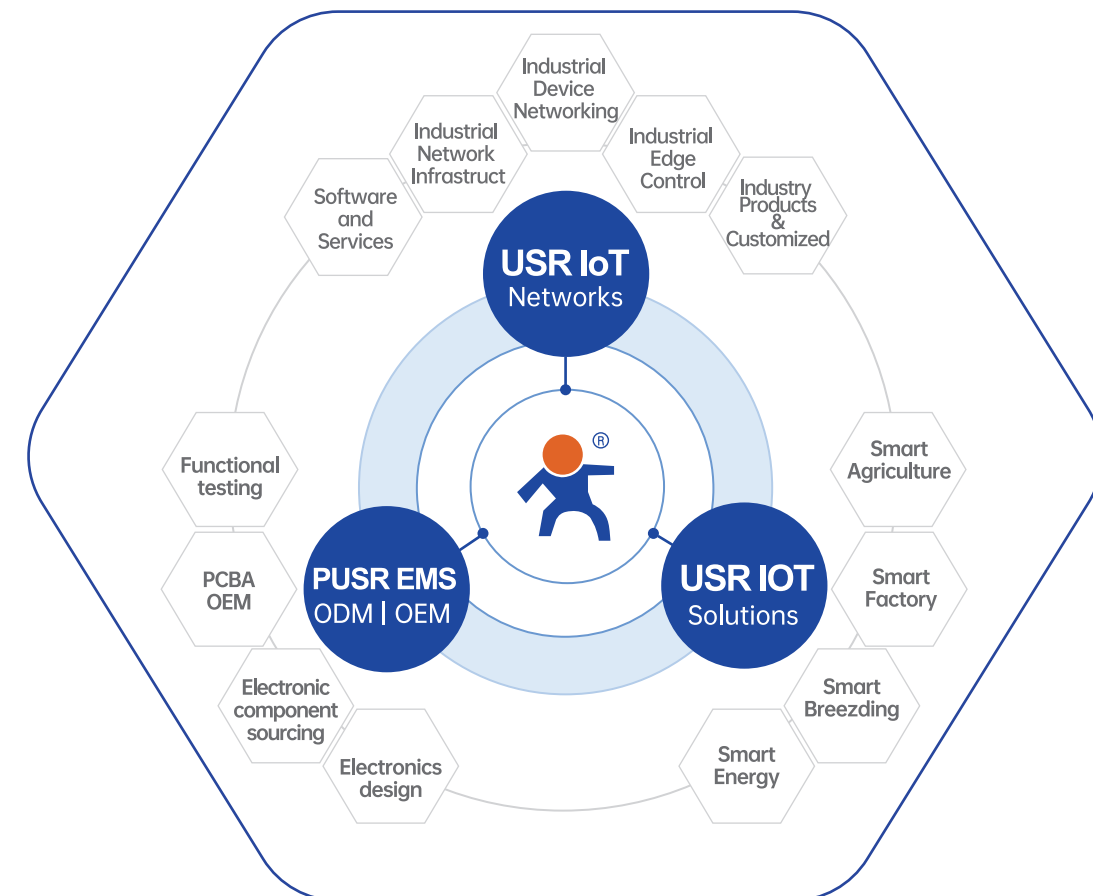 Industrial
Device
Networking
Industrial
Network
Infrastruct
Industrial
Edge
Control
Software
and
Services
Industry
Products
&
Customized
USR IoT
Networks
®
Functional
testing
Smart
Agriculture
PCBA
OEM
PUSR EMS
ODM | OEM
USR IOT
Solutions
Smart
Factory
Electronic
component
sourcing
Smart
Breezding
Electronics
design
Smart
Energy